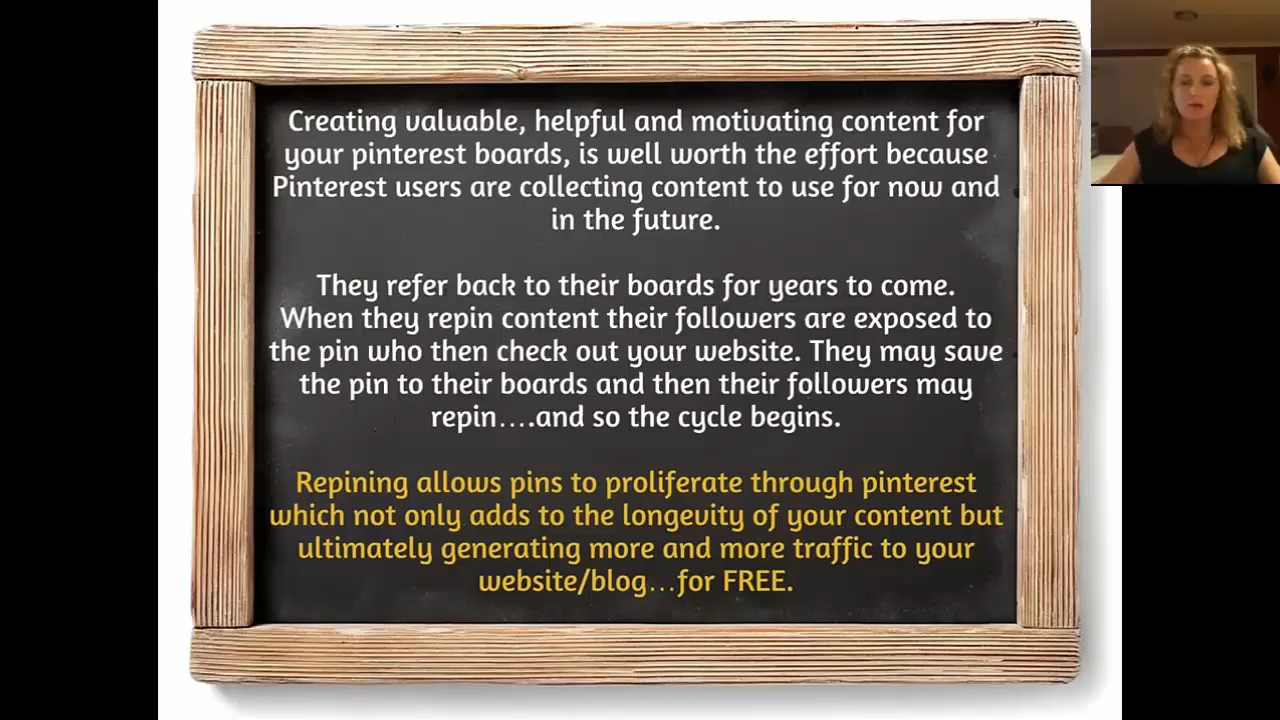 Creating valuable, helpful and motivating content for
your pinterest boards, is well worth the effort because
Pinterest users are collecting content to use for now and
in the future.
They refer back to their boards for years to come.
When they repin content their followers are exposed to
the pin who then check out your website. They may save
the pin to their boards and then their followers may
repin....and so the cycle begins.
Repining allows pins to proliferate through pinterest
which not only adds to the longevity of your content but
ultimately generating more and more traffic to your
website/blog...for FREE.